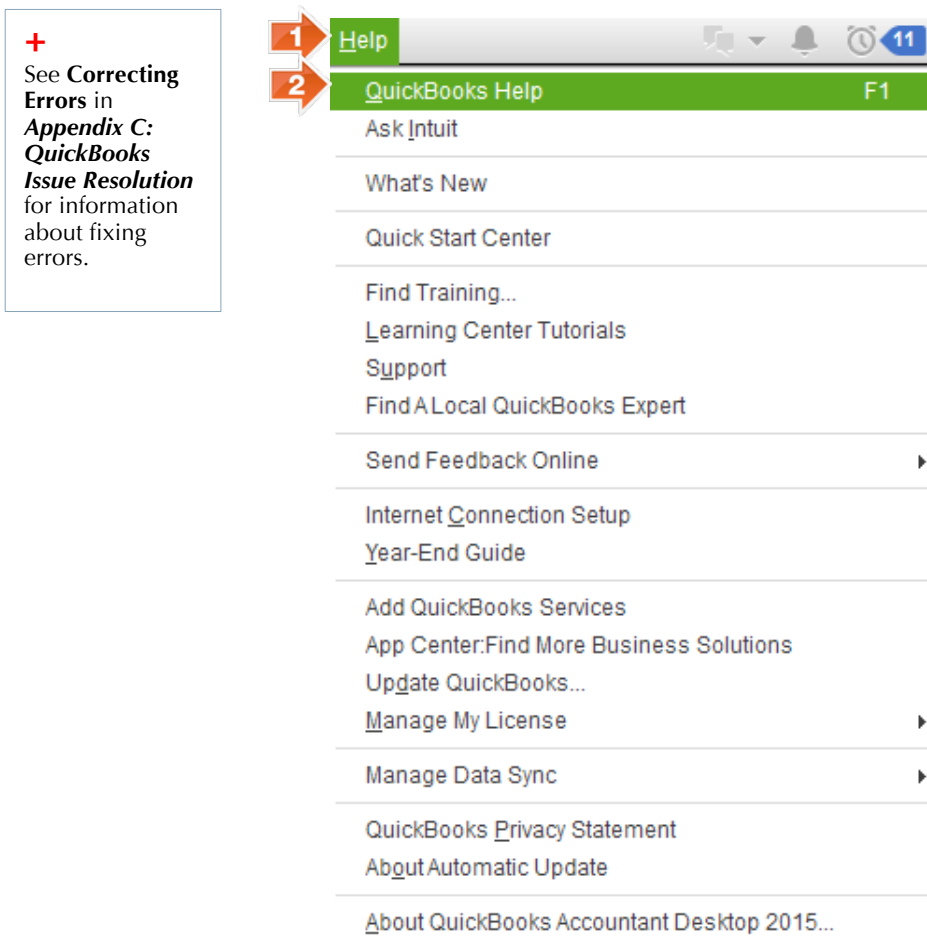 +
See Correcting
Errors in
Appendix C:
QuickBooks
Issue Resolution
for information
about fixing
errors.
1
Help
11
2
QuickBooks Help F1
Ask Intuit
What's New
Quick Start Center
Find Training...
Learning Center Tutorials
Support
Find A Local QuickBooks Expert
Send Feedback Online
Internet Connection Setup
Year-End Guide
Add QuickBooks Services
App Center:Find More Business Solutions
Update QuickBooks...
Manage My License
Manage Data Sync
QuickBooks Privacy Statement
About Automatic Update
About QuickBooks Accountant Desktop 2015...